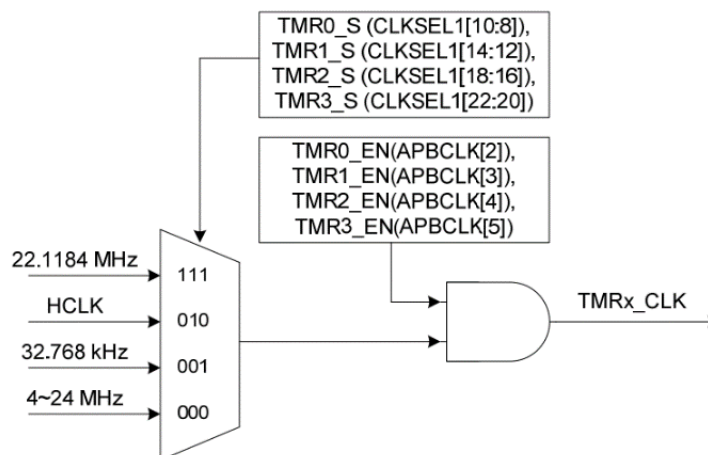 TMR0_S (CLKSEL1[10:8]),
TMR1_S (CLKSEL1[14:12]),
TMR2_S (CLKSEL1[18:16]),
TMR3_S (CLKSEL1[22:20])
TMR0_EN(APBCLK[2]),
TMR1_EN(APBCLK[3]),
TMR2_EN(APBCLK[4]),
TMR3_EN(APBCLK[5])
22.1184 MHz
111
HCLK
010
32.768 kHz
001
4~24 MHz
000
TMRx_CLK